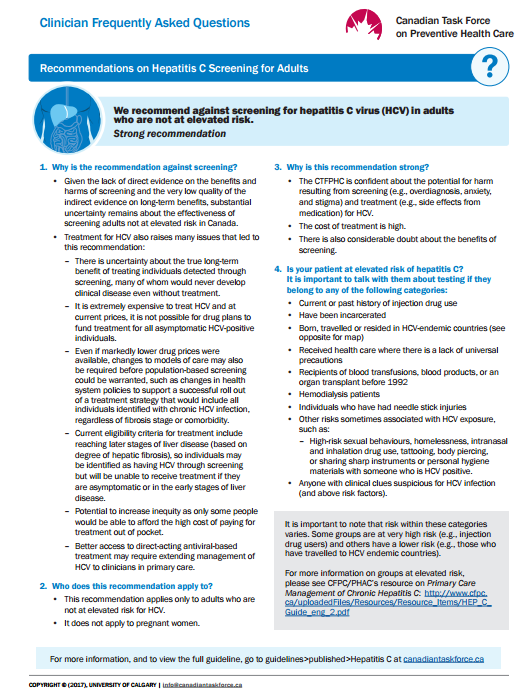 Clinician Frequently Asked Questions
Canadian Task Force
on Preventive Health Care
Recommendations on Hepatitis C Screening for Adults
?
We recommend against screening for hepatitis C virus (HCV) in adults
who are not at elevated risk.
Strong recommendation
1. Why is the recommendation against screening?
• Given the lack of direct evidence on the benefits and
harms of screening and the very low quality of the
indirect evidence on long-term benefits, substantial
uncertainty remains about the effectiveness of
screening adults not at elevated risk in Canada.
• Treatment for HCV also raises many issues that led to
this recommendation:
– There is uncertainty about the true long-term
benefit of treating individuals detected through
screening, many of whom would never develop
clinical disease even without treatment.
– It is extremely expensive to treat HCV and at
current prices, it is not possible for drug plans to
fund treatment for all asymptomatic HCV-positive
individuals.
– Even if markedly lower drug prices were
available, changes to models of care may also
be required before population-based screening
could be warranted, such as changes in health
system policies to support a successful roll out
of a treatment strategy that would include all
individuals identified with chronic HCV infection,
regardless of fibrosis stage or comorbidity.
– Current eligibility criteria for treatment include
reaching later stages of liver disease (based on
degree of hepatic fibrosis), so individuals may
be identified as having HCV through screening
but will be unable to receive treatment if they
are asymptomatic or in the early stages of liver
disease.
– Potential to increase inequity as only some people
would be able to afford the high cost of paying for
treatment out of pocket.
– Better access to direct-acting antiviral-based
treatment may require extending management of
HCV to clinicians in primary care.
2. Who does this recommendation apply to?
• This recommendation applies only to adults who are
not at elevated risk for HCV.
• It does not apply to pregnant women.
3. Why is this recommendation strong?
• The CTFPHC is confident about the potential for harm
resulting from screening (e.g., overdiagnosis, anxiety,
and stigma) and treatment (e.g., side effects from
medication) for HCV.
• The cost of treatment is high.
• There is also considerable doubt about the benefits of
screening.
4. Is your patient at elevated risk of hepatitis C?
It is important to talk with them about testing if they
belong to any of the following categories:
• Current or past history of injection drug use
• Have been incarcerated
• Born, travelled or resided in HCV-endemic countries (see
opposite for map)
• Received health care where there is a lack of universal
precautions
• Recipients of blood transfusions, blood products, or an
organ transplant before 1992
• Hemodialysis patients
• Individuals who have had needle stick injuries
• Other risks sometimes associated with HCV exposure,
such as:
– High-risk sexual behaviours, homelessness, intranasal
and inhalation drug use, tattooing, body piercing,
or sharing sharp instruments or personal hygiene
materials with someone who is HCV positive.
• Anyone with clinical clues suspicious for HCV infection
(and above risk factors).
It is important to note that risk within these categories
varies. Some groups are at very high risk (e.g., injection
drug users) and others have a lower risk (e.g., those who
have travelled to HCV endemic countries).
For more information on groups at elevated risk,
please see CFPC/PHAC's resource on Primary Care
Management of Chronic Hepatitis C: http://www.cfpc.
ca/uploadedFiles/Resources/Resource_Items/HEP_C_
Guide_eng_2.pdf
For more information, and to view the full guideline, go to guidelines>published>Hepatitis C at canadiantaskforce.ca
COPYRIGHT © (2017), UNIVERSITY OF CALGARY | info@canadiantaskforce.ca